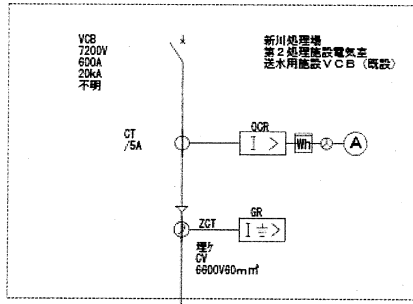 VCB
7200V
600A
20kA
不明
新川処理場
第2処理施設電気室
送水用施設VCB (既設)
CT
/5A
OCR
I >
Wh
A
ZCT
GR
I ⏚ >
埋ケ
CV
6600V60m㎡